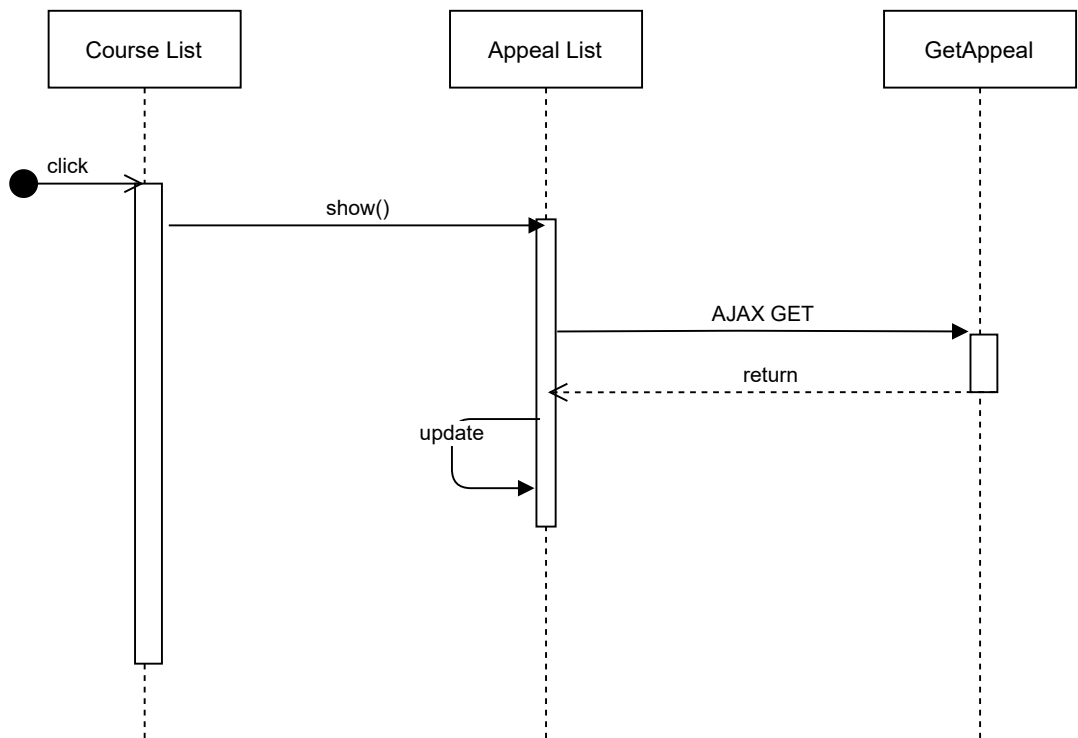 Course List
Appeal List
GetAppeal
click
show()
AJAX GET
return
update